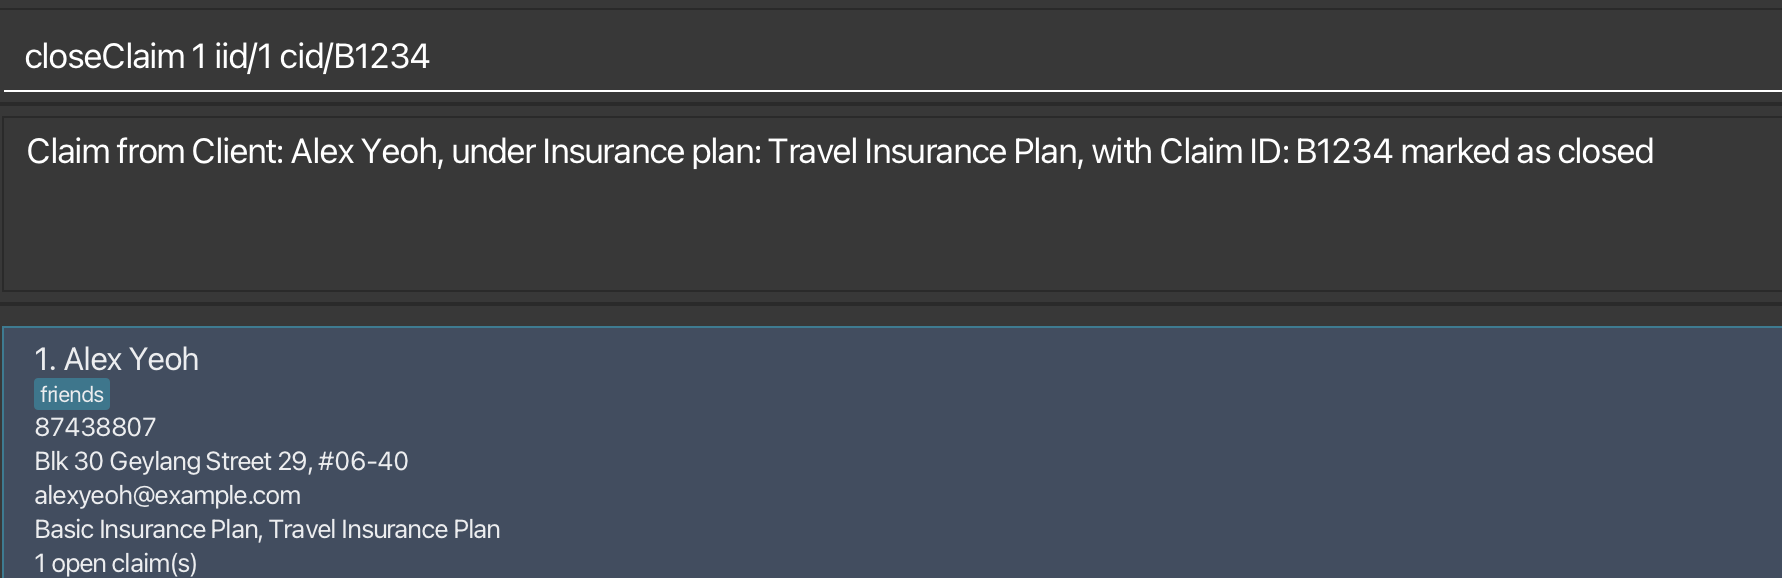 closeClaim 1 iid/1 cid/B1234
Claim from Client: Alex Yeoh, under Insurance plan: Travel Insurance Plan, with Claim ID: B1234 marked as closed
1. Alex Yeoh
friends
87438807
Blk 30 Geylang Street 29, #06-40
alexyeoh@example.com
Basic Insurance Plan, Travel Insurance Plan
1 open claim(s)